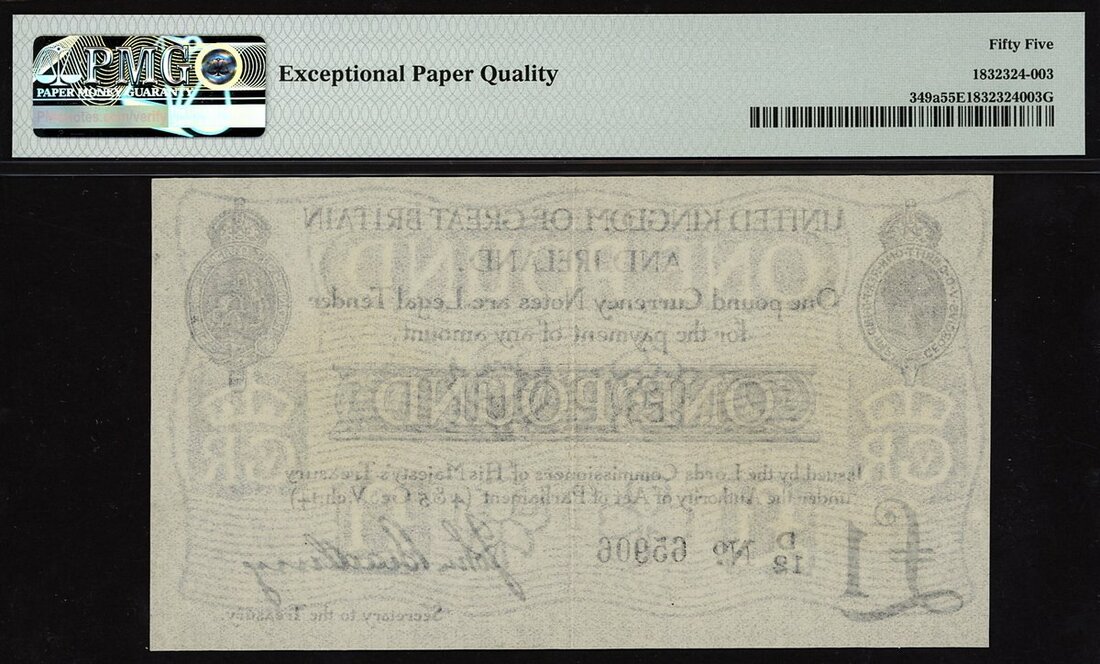 PMG
PAPER MONEY GUARANTY
Exceptional Paper Quality
Fifty Five
1832324-003
349a55E1832324003G
UNITED KINGDOM OF GREAT BRITAIN
AND IRELAND.
ONE POUND
One pound Currency Notes are Legal Tender
for the payment of any amount.
ONE POUND
GR
GR
Issued by the Lords Commissioners of His Majesty's Treasury
under the Authority of Act of Parliament (4 & 5 Geo.V. ch.14)
£1
D
12
No. 65906
John Bradbury
Secretary to the Treasury.